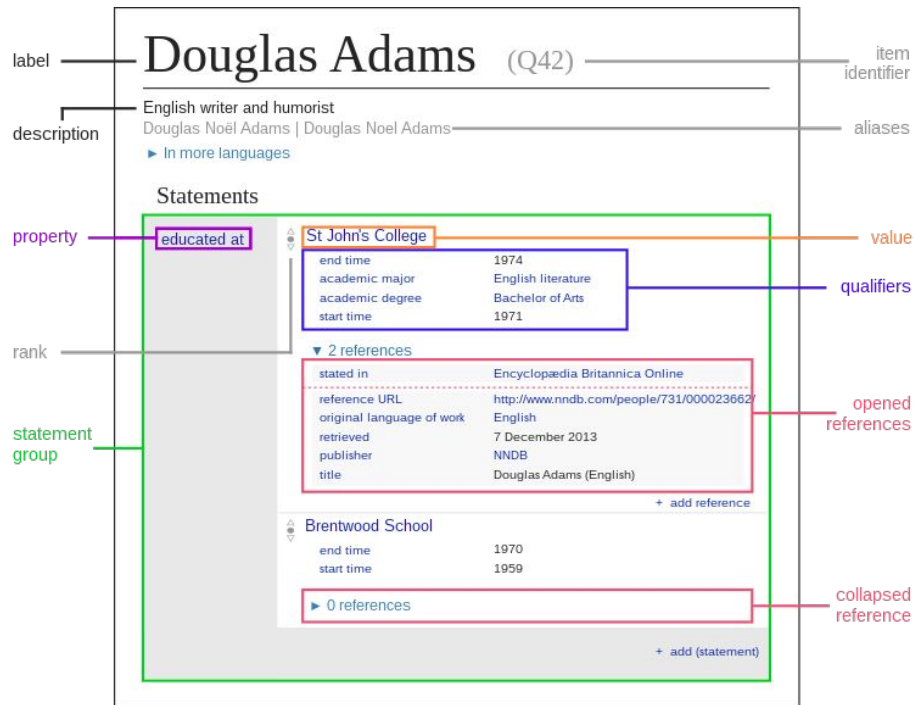 label
Douglas Adams (Q42)
item
identifier
description
English writer and humorist
Douglas Noël Adams | Douglas Noel Adams
aliases
► In more languages
Statements
property
educated at
St John's College
value
end time 1974
academic major English literature
academic degree Bachelor of Arts
start time 1971
qualifiers
rank
▼ 2 references
stated in Encyclopædia Britannica Online
reference URL http://www.nndb.com/people/731/000023662/
original language of work English
retrieved 7 December 2013
publisher NNDB
title Douglas Adams (English)
opened
references
statement
group
+ add reference
Brentwood School
end time 1970
start time 1959
► 0 references
collapsed
reference
+ add (statement)